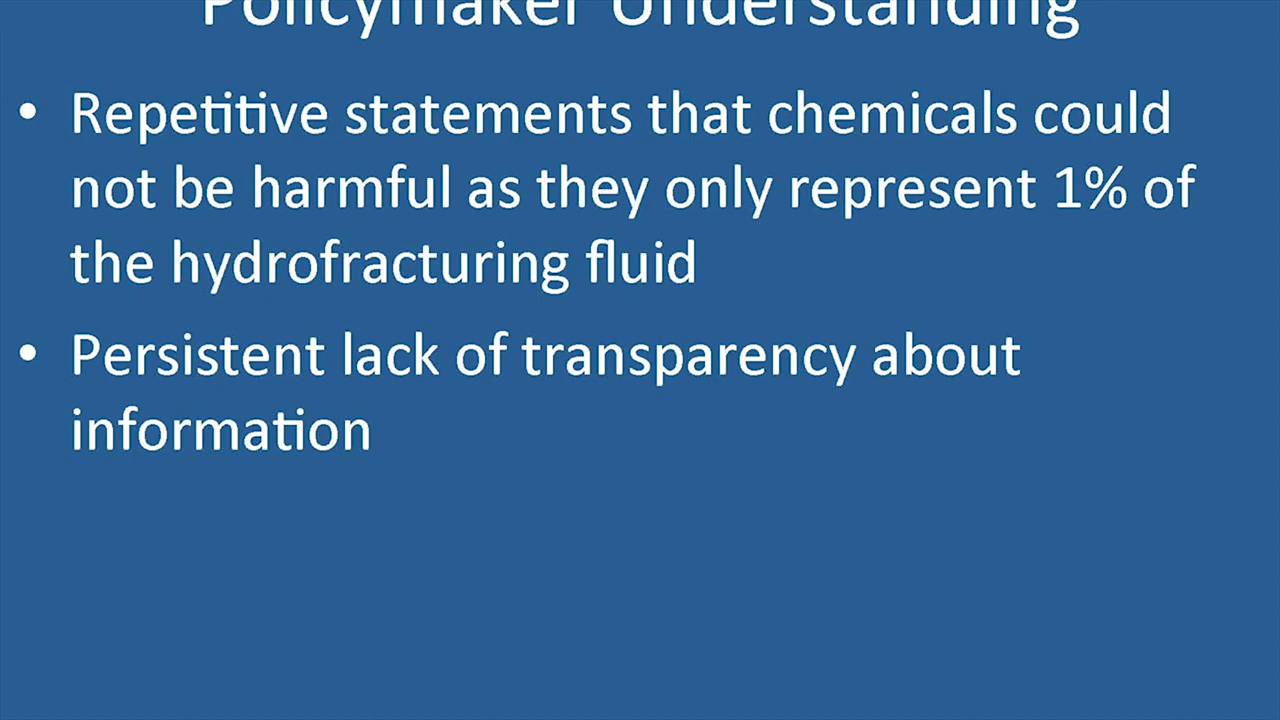 Policymaker Understanding
• Repetitive statements that chemicals could
not be harmful as they only represent 1% of
the hydrofracturing fluid
• Persistent lack of transparency about
information